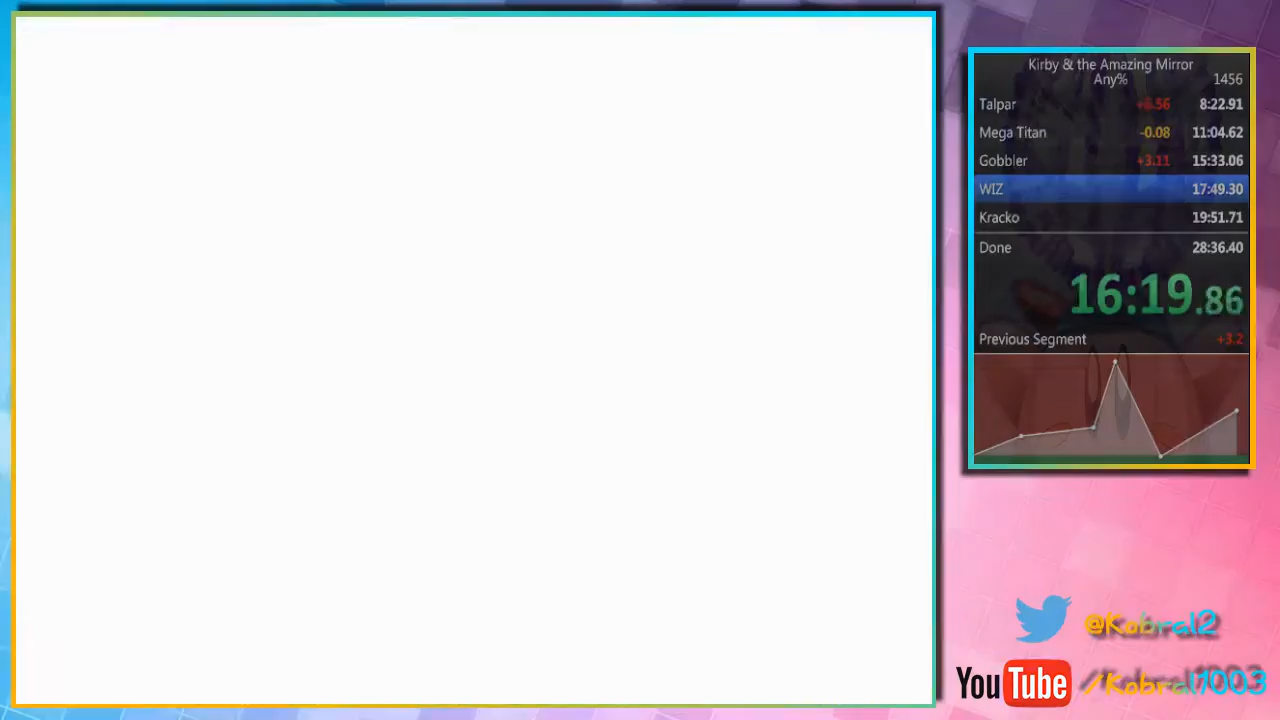 Kirby & the Amazing Mirror
Any% 1456
Talpar +6.56 8:22.91
Mega Titan -0.08 11:04.62
Gobbler +3.11 15:33.06
WIZ 17:49.30
Kracko 19:51.71
Done 28:36.40
16:19.86
Previous Segment +3.2
@Kobral2
YouTube /Kobral1003